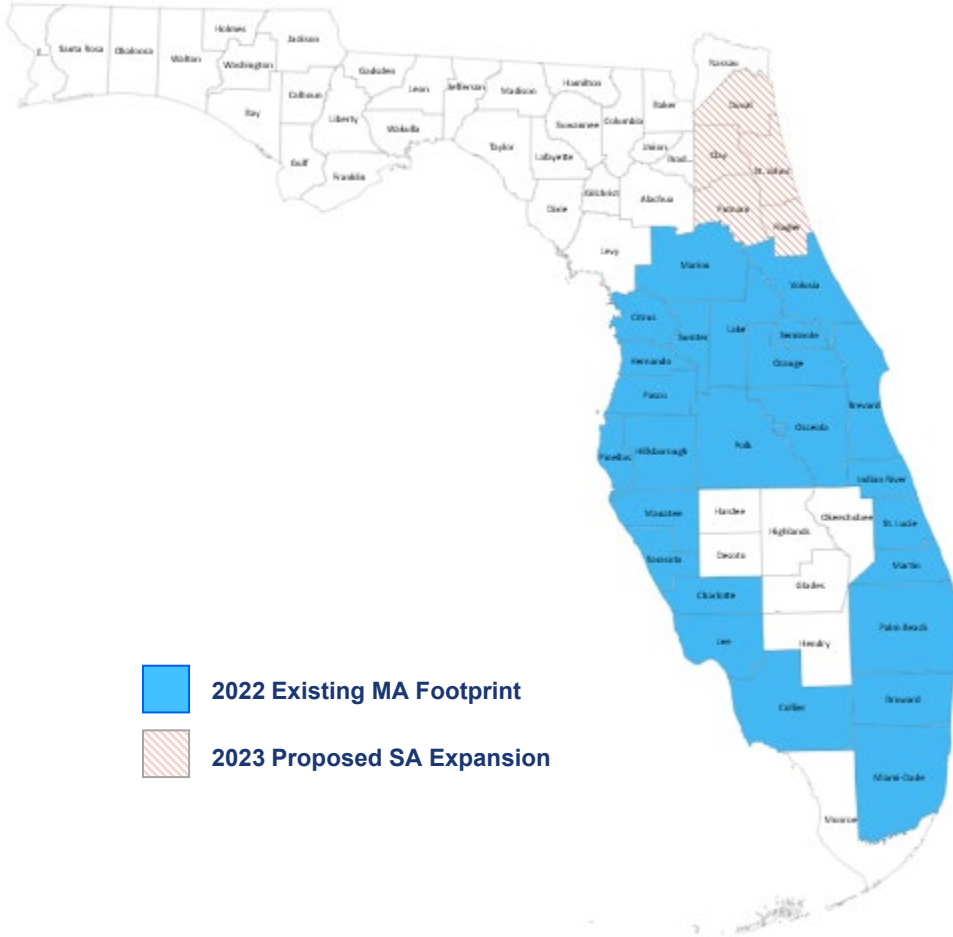 Holmes
Jackson
Santa Rosa
Okaloosa
Walton
Washington
Nassau
Gadsden
Leon
Jefferson
Madison
Hamilton
Calhoun
Bay
Liberty
Wakulla
Baker
Duval
Suwannee
Columbia
Taylor
Lafayette
Union
Brad
Clay
St. Johns
Gulf
Franklin
Gilchrist
Alachua
Dixie
Putnam
Flagler
Levy
Marion
Volusia
Citrus
Sumter
Lake
Seminole
Hernando
Orange
Pasco
Brevard
Osceola
Pinellas
Hillsborough
Polk
Indian River
Manatee
Hardee
Highlands
Okeechobee
St. Lucie
Sarasota
Desoto
Martin
Glades
Charlotte
Palm Beach
Lee
Hendry
2022 Existing MA Footprint
Collier
Broward
2023 Proposed SA Expansion
Miami-Dade
Monroe